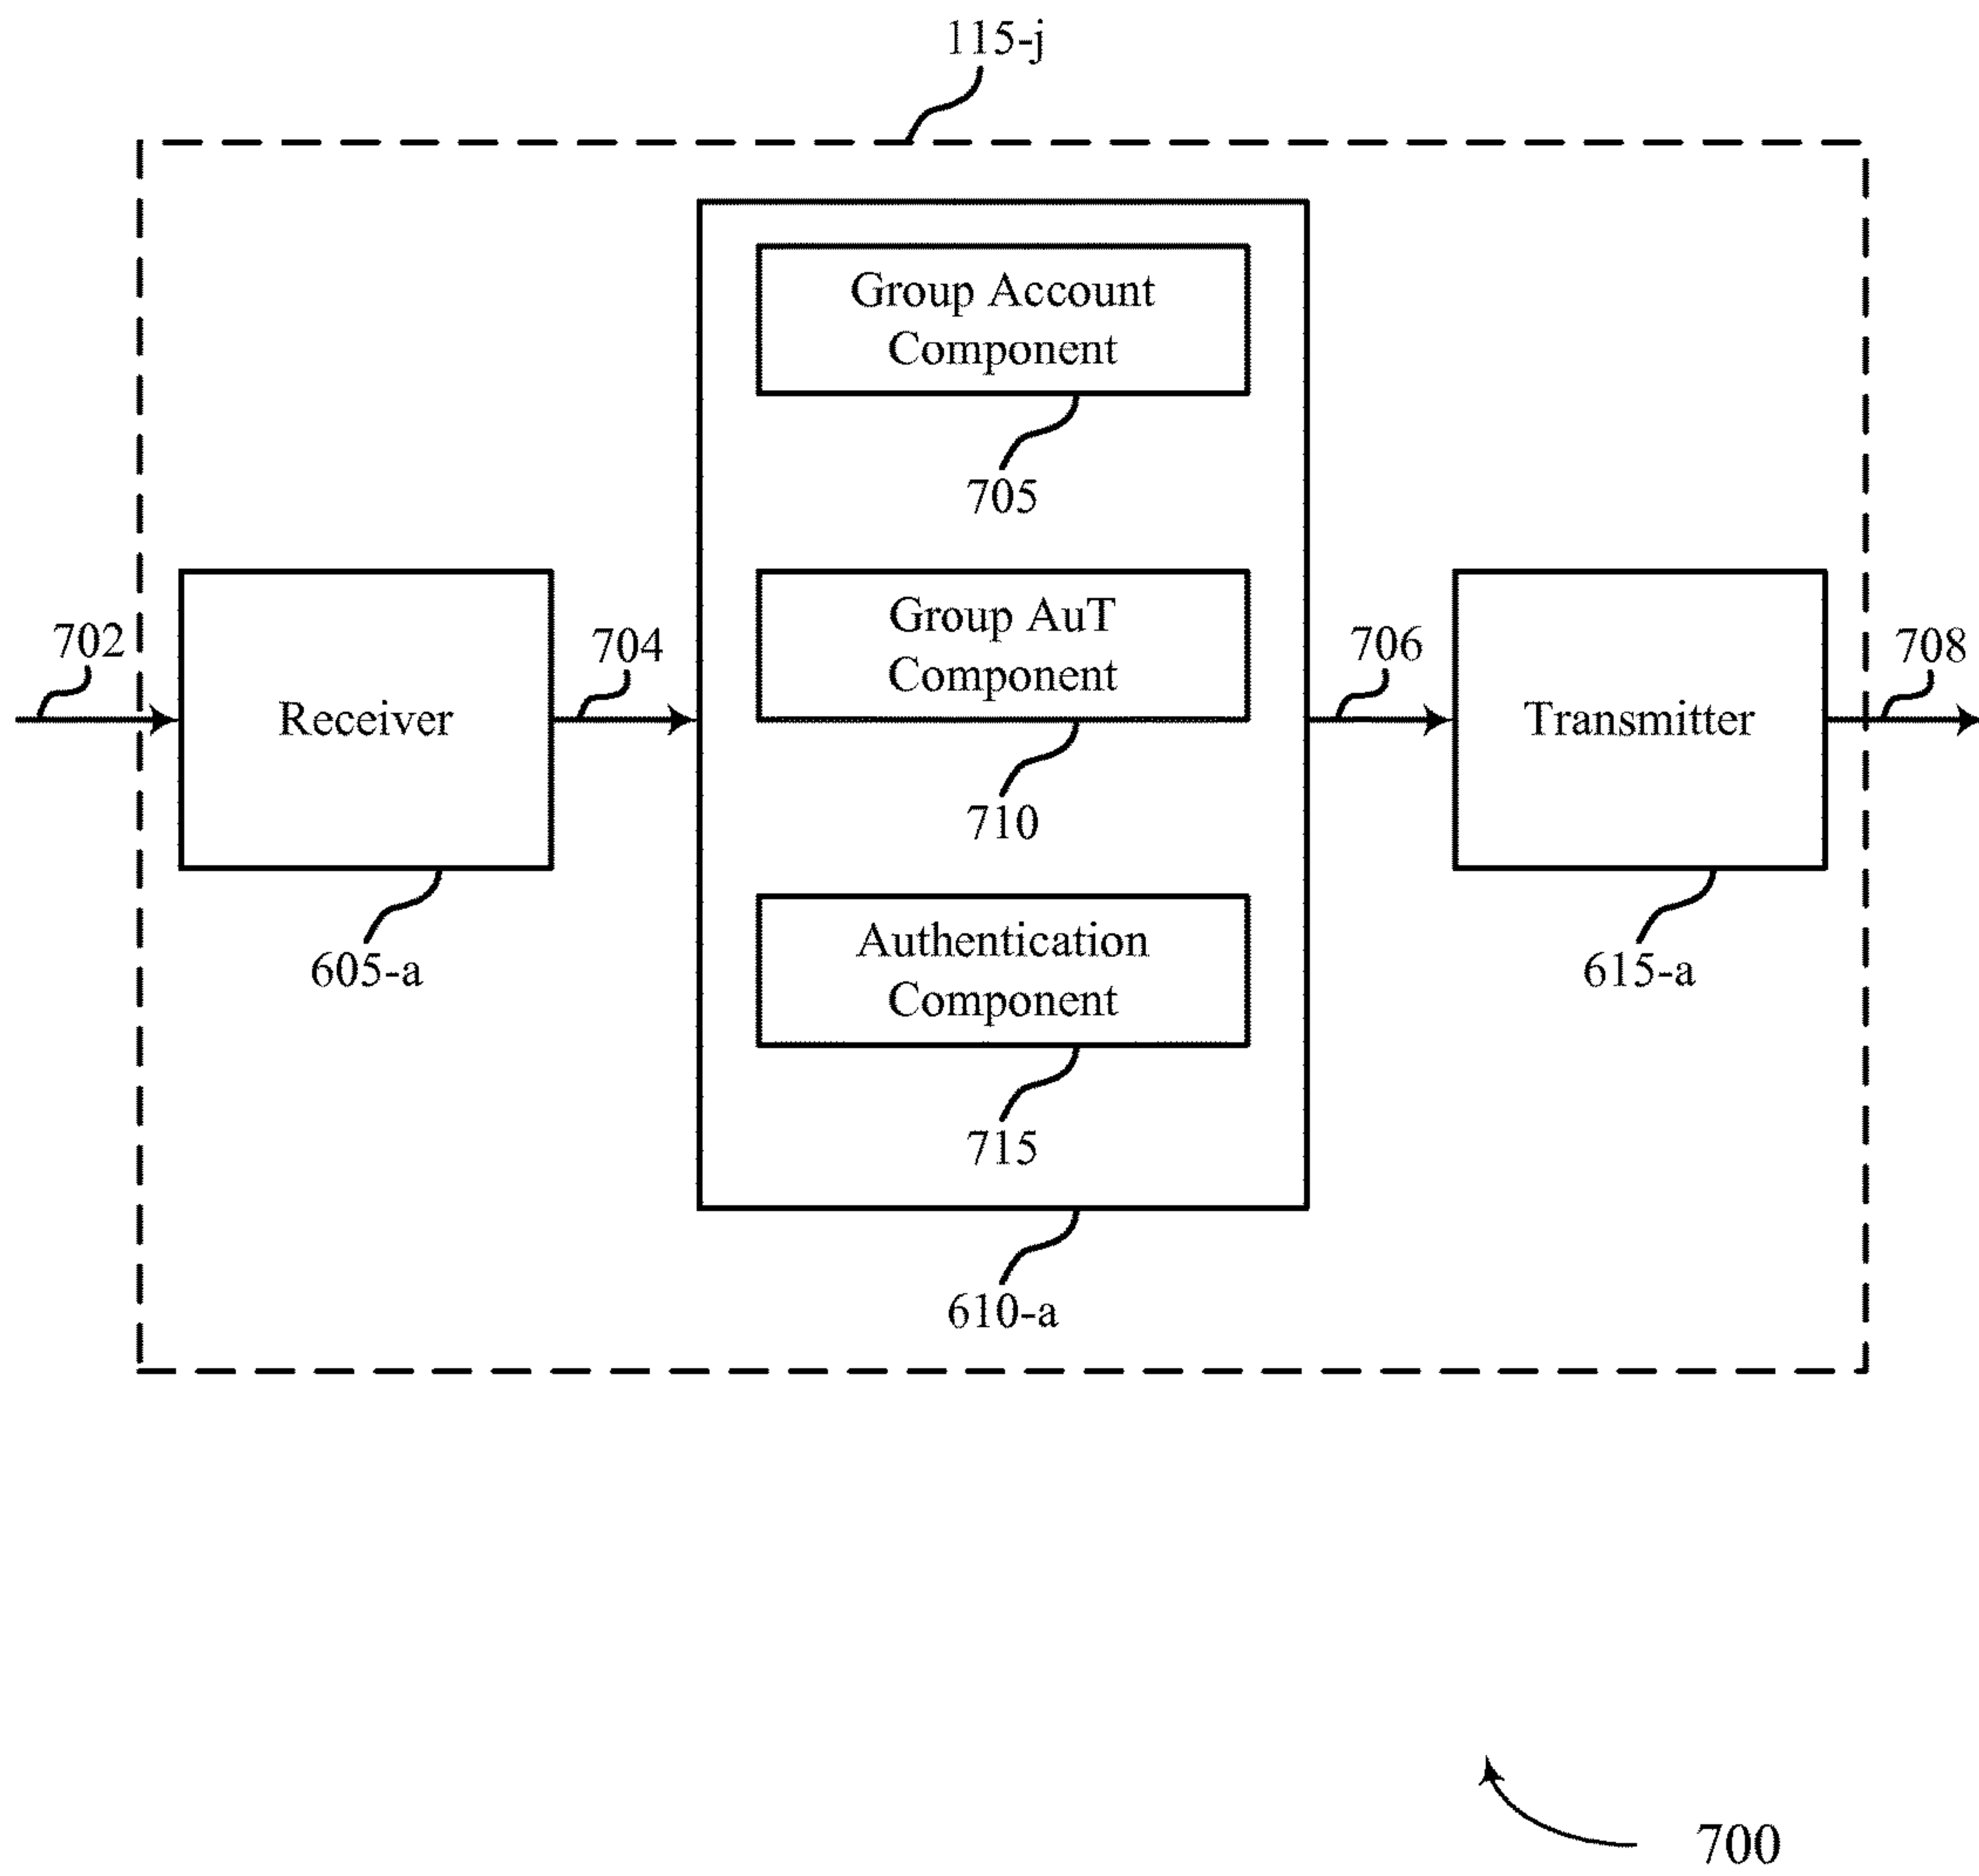 115-j
Group Account
Component
705
702
Receiver
605-a
704
Group AuT
Component
710
706
Transmitter
615-a
708
Authentication
Component
715
610-a
700